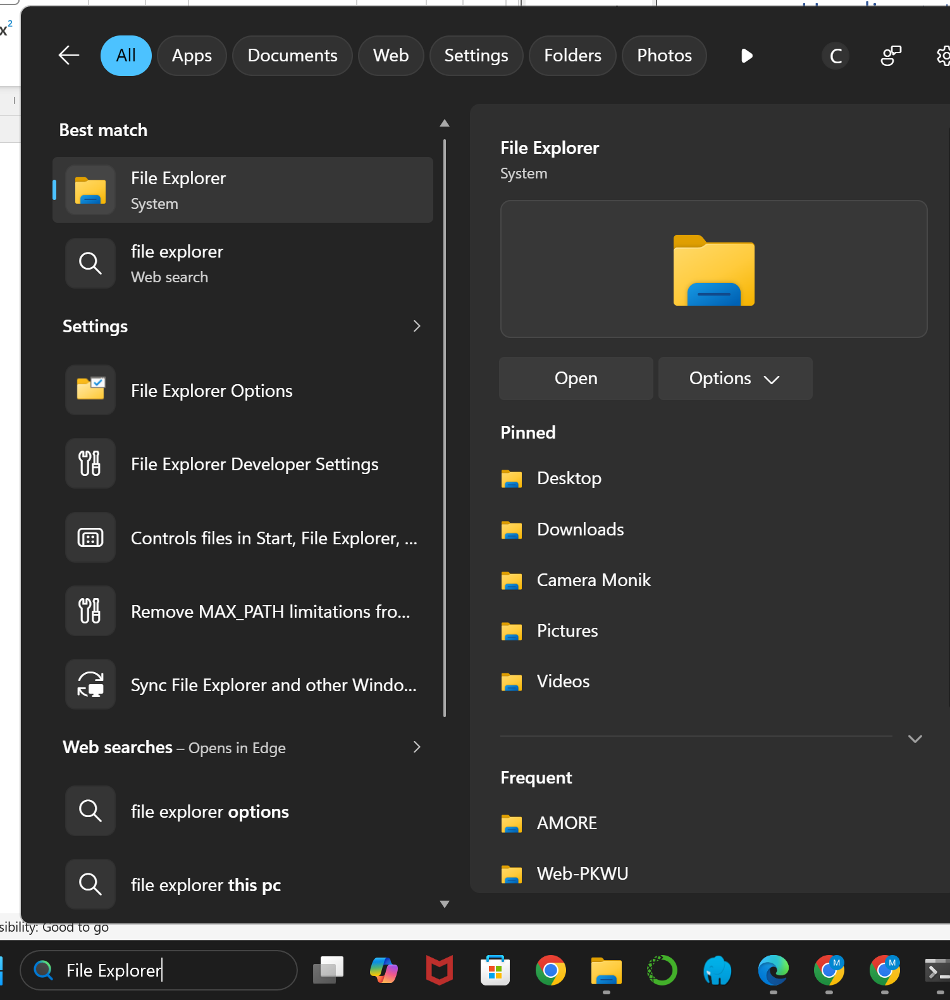 x²
All
Apps
Documents
Web
Settings
Folders
Photos
C
Best match
File Explorer
System
file explorer
Web search
Settings
File Explorer Options
File Explorer Developer Settings
Controls files in Start, File Explorer, ...
Remove MAX_PATH limitations fro...
Sync File Explorer and other Windo...
Web searches – Opens in Edge
file explorer options
file explorer this pc
File Explorer
System
Open
Options
Pinned
Desktop
Downloads
Camera Monik
Pictures
Videos
Frequent
AMORE
Web-PKWU
sibility: Good to go
File Explorer
M
M